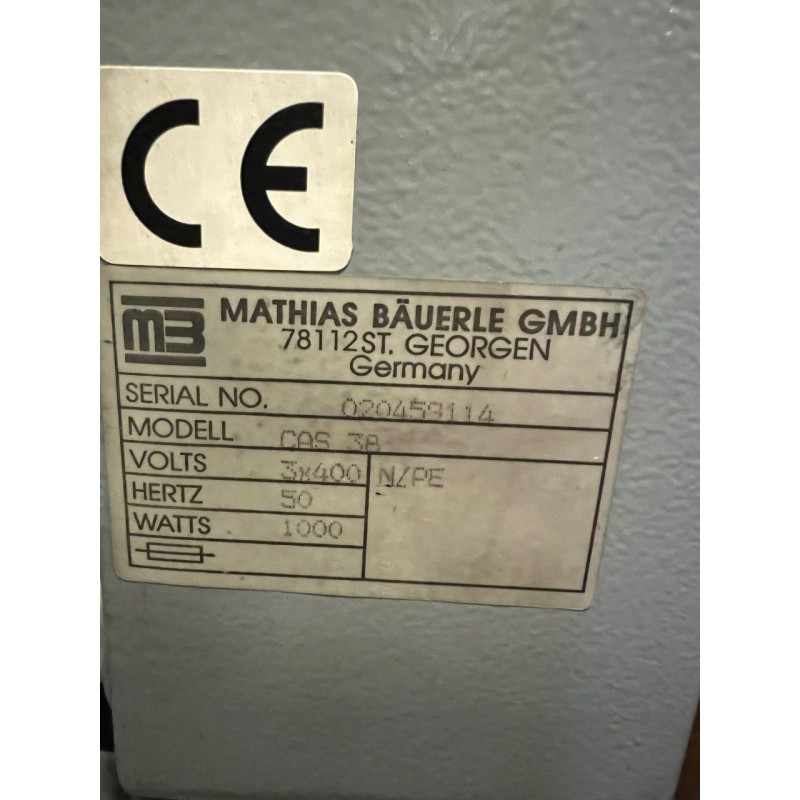 CE
mB MATHIAS BÄUERLE GMBH
78112 ST. GEORGEN
Germany
SERIAL NO. 020459114
MODELL CAS 38
VOLTS 3x400 N/PE
HERTZ 50
WATTS 1000